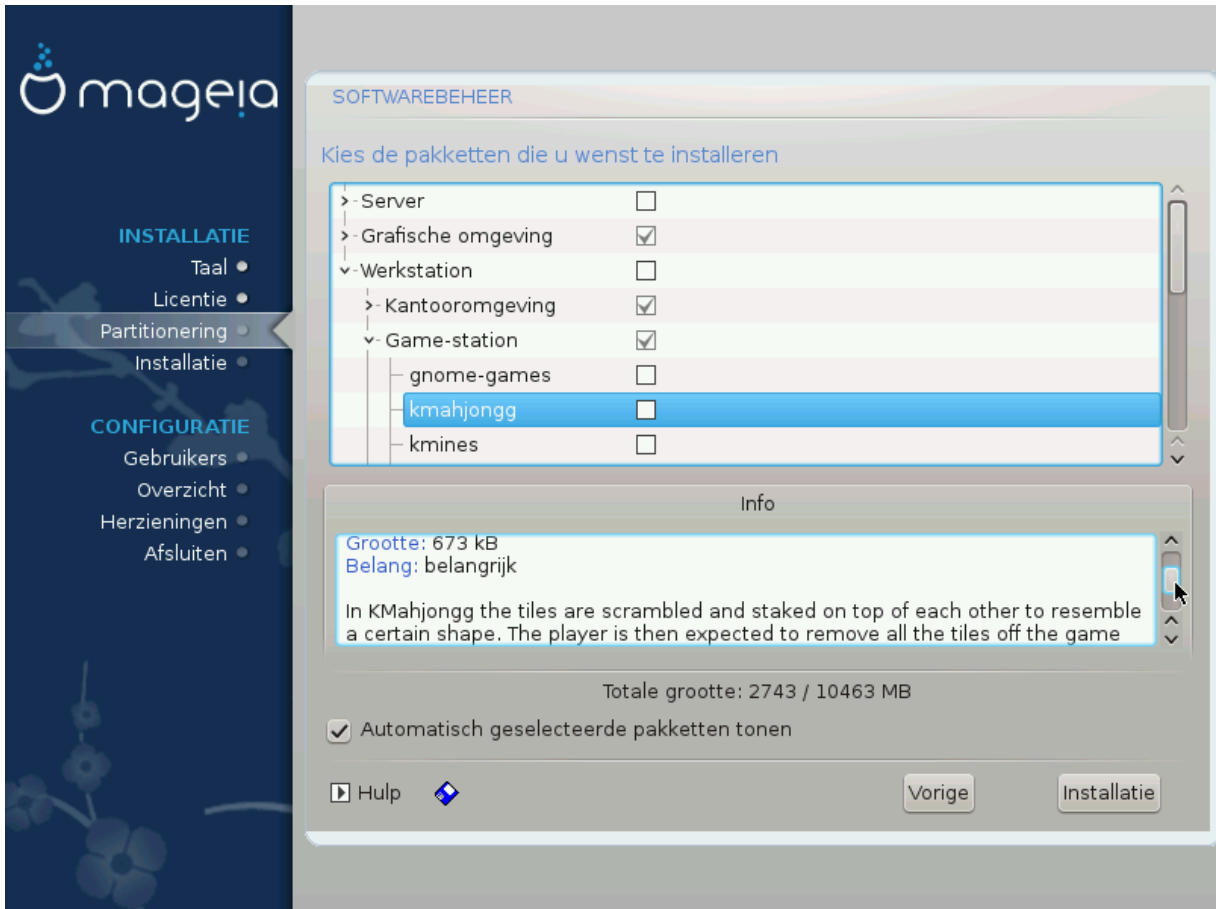 mageia
INSTALLATIE
Taal
Licentie
Partitionering
Installatie
CONFIGURATIE
Gebruikers
Overzicht
Herzieningen
Afsluiten
SOFTWAREBEHEER
Kies de pakketten die u wenst te installeren
Server
Grafische omgeving
Werkstation
Kantooromgeving
Game-station
gnome-games
kmahjongg
kmines
Info
Grootte: 673 kB
Belang: belangrijk
In KMahjongg the tiles are scrambled and staked on top of each other to resemble
a certain shape. The player is then expected to remove all the tiles off the game
Totale grootte: 2743 / 10463 MB
Automatisch geselecteerde pakketten tonen
Hulp
Vorige
Installatie